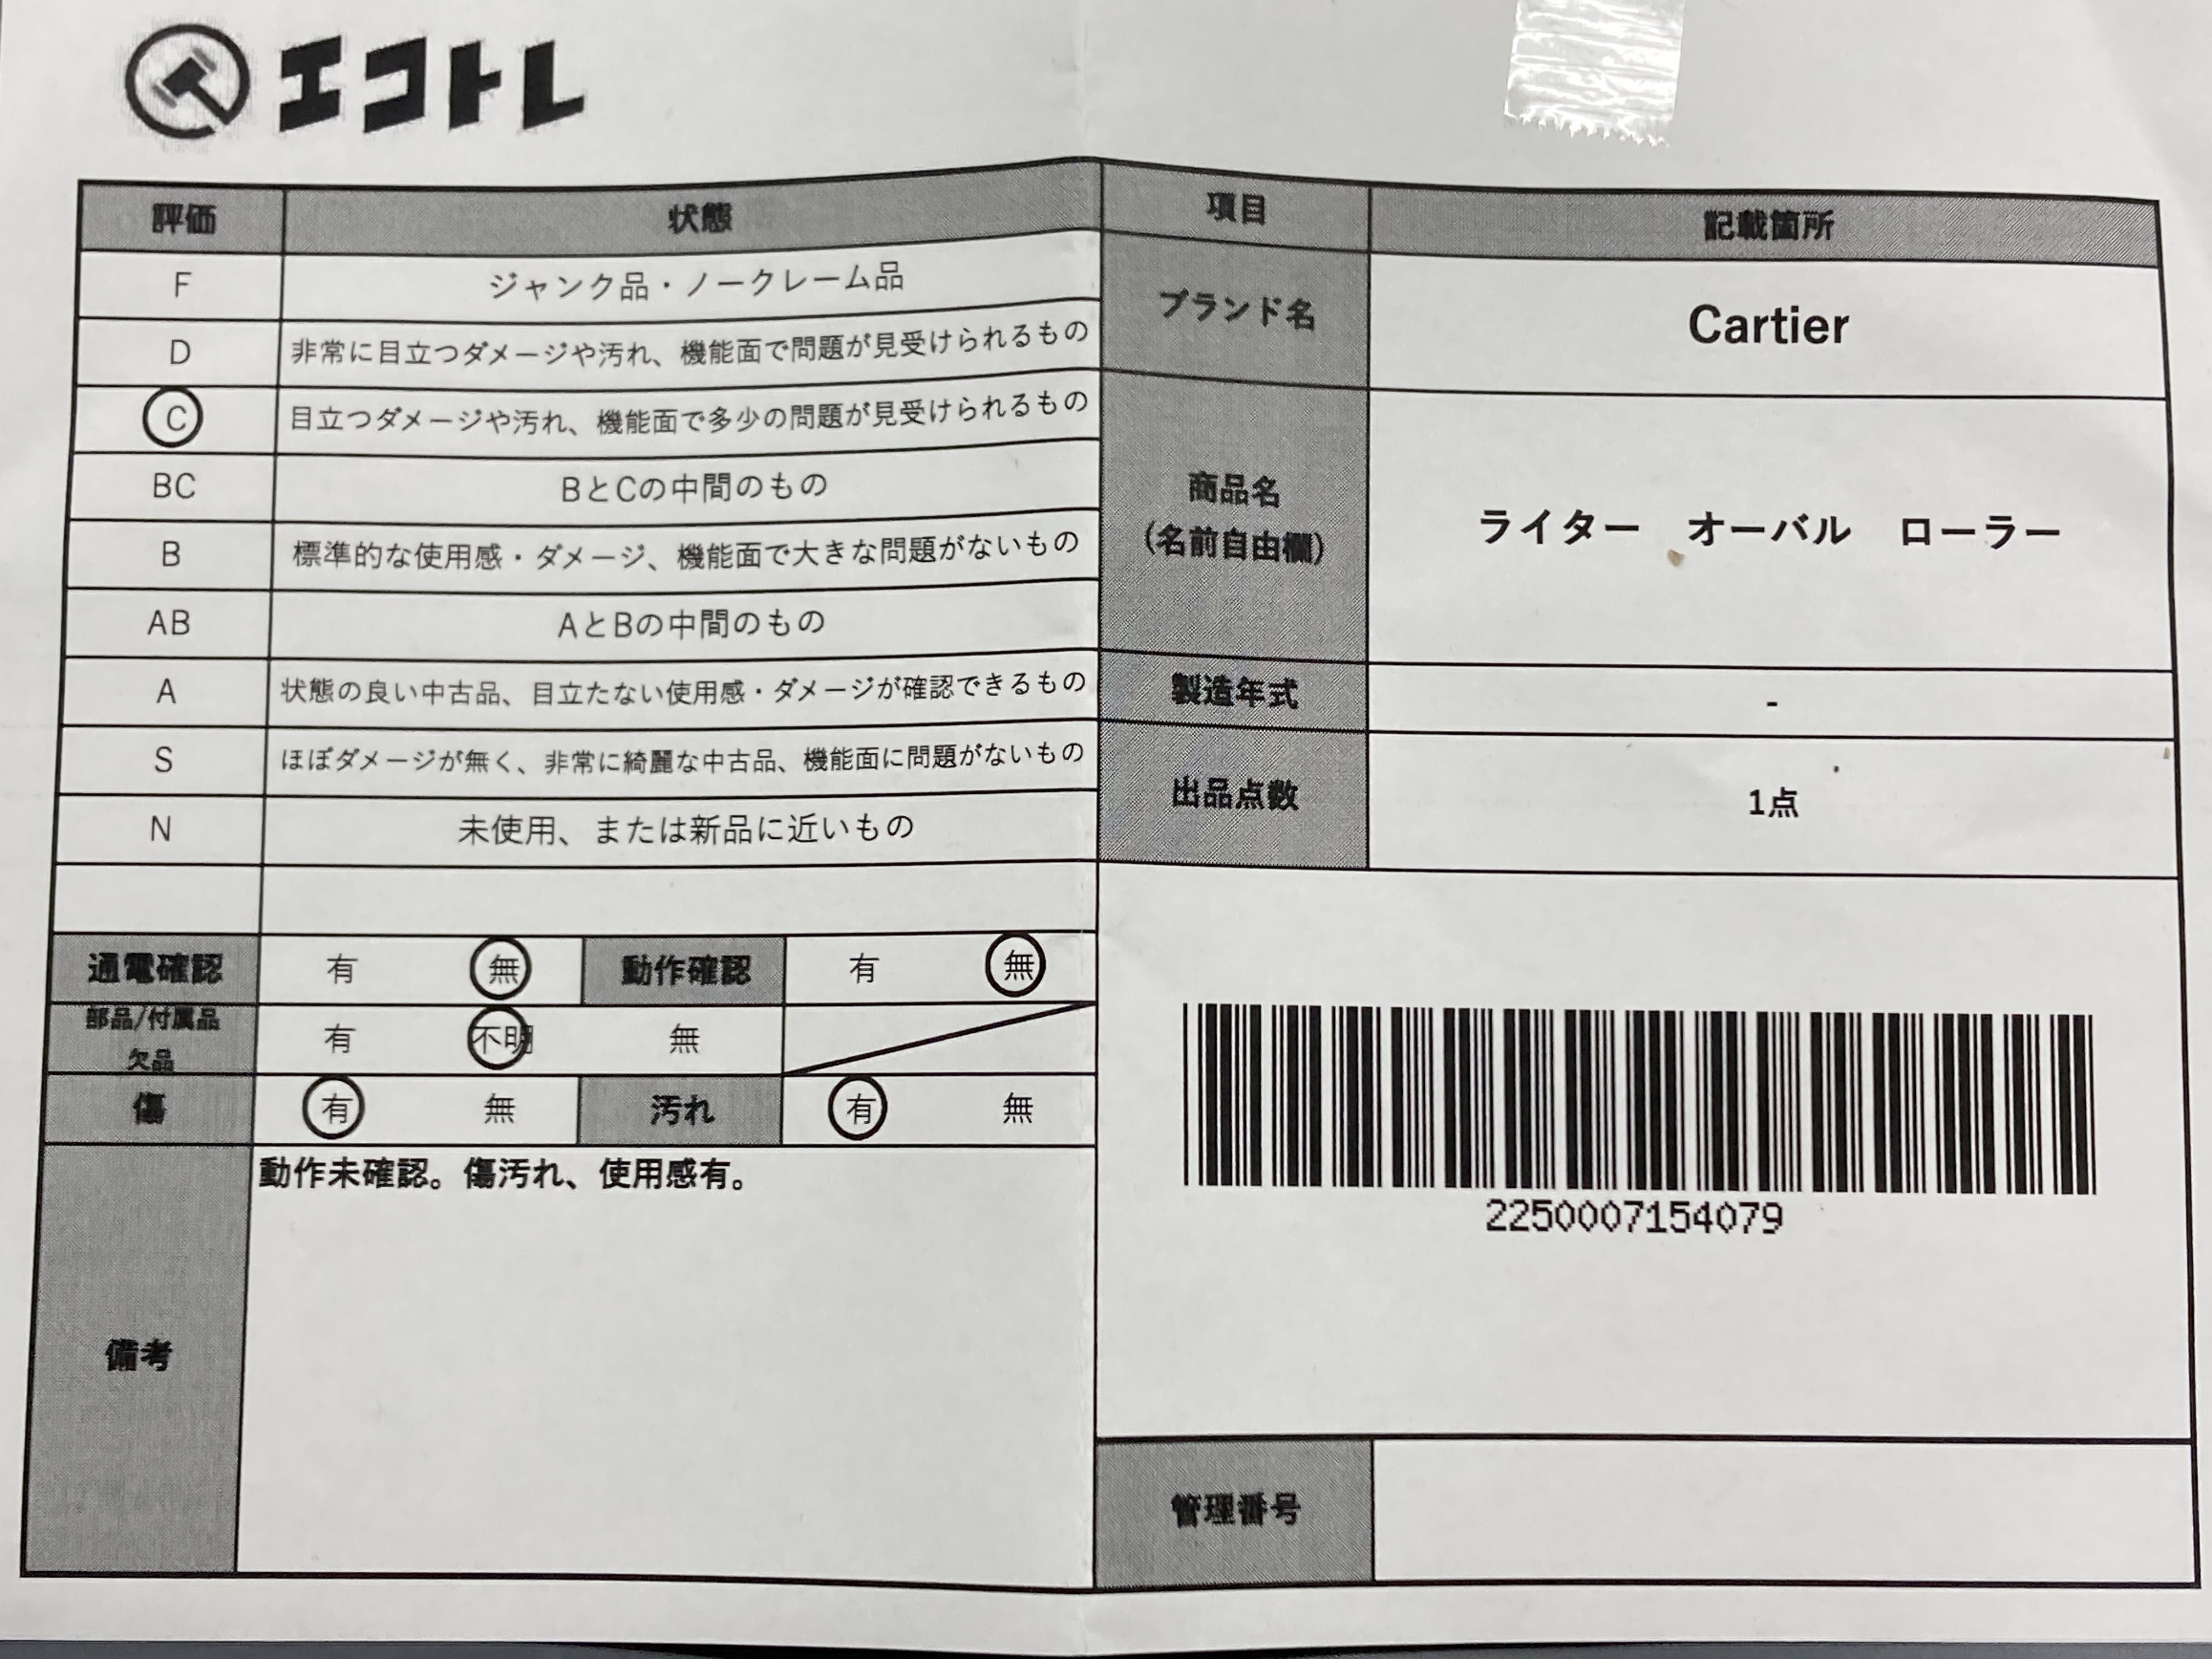 エコトレ
評価 状態
F ジャンク品・ノークレーム品
D 非常に目立つダメージや汚れ、機能面で問題が見受けられるもの
C 目立つダメージや汚れ、機能面で多少の問題が見受けられるもの
BC BとCの中間のもの
B 標準的な使用感・ダメージ、機能面で大きな問題がないもの
AB AとBの中間のもの
A 状態の良い中古品、目立たない使用感・ダメージが確認できるもの
S ほぼダメージが無く、非常に綺麗な中古品、機能面に問題がないもの
N 未使用、または新品に近いもの
通電確認 有 無 動作確認 有 無
部品/付属品
欠品 有 不明 無
傷 有 無 汚れ 有 無
備考 動作未確認。傷汚れ、使用感有。
項目 記載箇所
ブランド名 Cartier
商品名
(名前自由欄) ライター オーバル ローラー
製造年式 -
出品点数 1点
2250007154079
管理番号